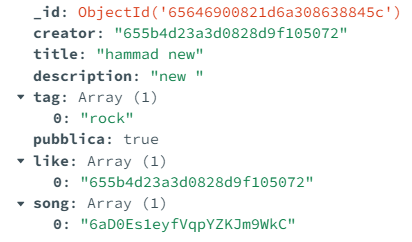 _id: ObjectId('65646900821d6a308638845c')
creator: "655b4d23a3d0828d9f105072"
title: "hammad new"
description: "new "
tag: Array (1)
0: "rock"
pubblica: true
like: Array (1)
0: "655b4d23a3d0828d9f105072"
song: Array (1)
0: "6aD0Es1eyfVqpYZKJm9WkC"